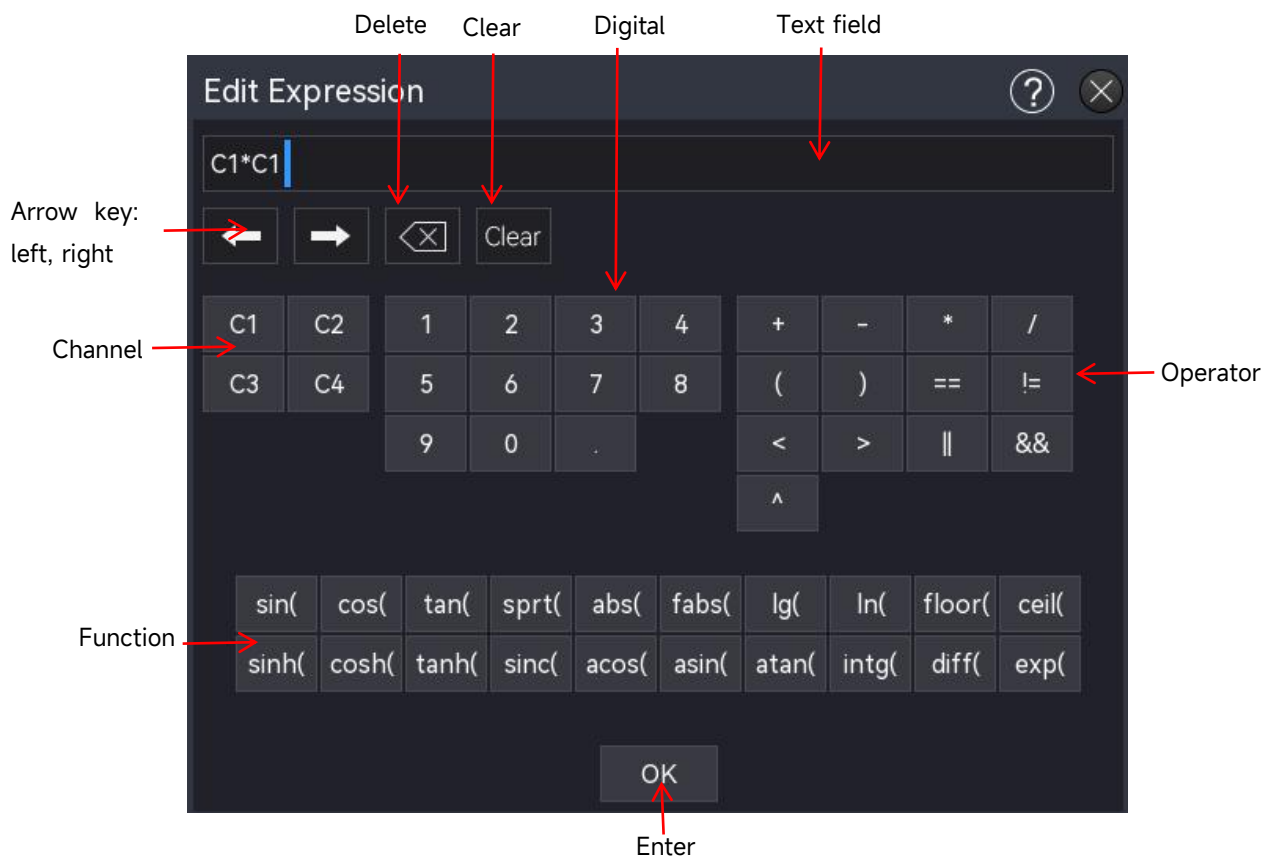 Delete Clear Digital Text field
Edit Expression ?
C1*C1
Arrow key:
left, right
Clear
C1 C2 1 2 3 4 + - * /
Channel
C3 C4 5 6 7 8 ( ) == !=
Operator
9 0 . < > || &&
^
sin( cos( tan( sprt( abs( fabs( lg( ln( floor( ceil(
Function
sinh( cosh( tanh( sinc( acos( asin( atan( intg( diff( exp(
OK
Enter